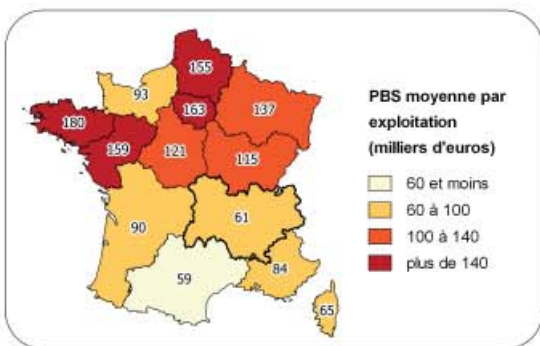 155
93
163
137
180
159
121
115
90
61
59
84
65
PBS moyenne par
exploitation
(milliers d'euros)
60 et moins
60 à 100
100 à 140
plus de 140